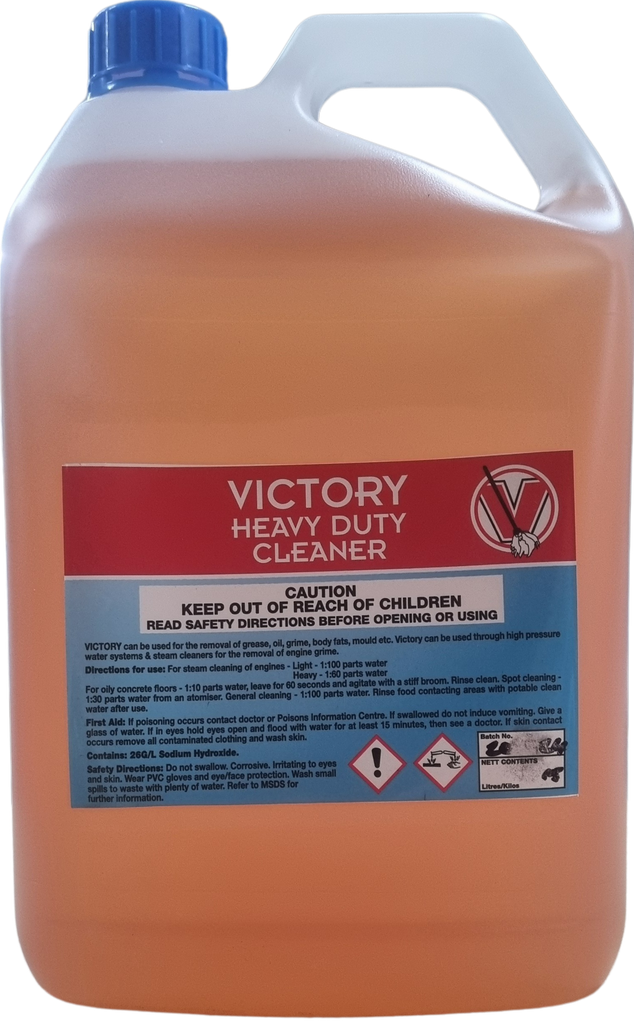 VICTORY
HEAVY DUTY
CLEANER
CAUTION
KEEP OUT OF REACH OF CHILDREN
READ SAFETY DIRECTIONS BEFORE OPENING OR USING
VICTORY can be used for the removal of grease, oil, grime, body fats, mould etc. Victory can be used through high pressure
water systems & steam cleaners for the removal of engine grime.
Directions for use: For steam cleaning of engines - Light - 1:100 parts water
Heavy - 1:60 parts water
For oily concrete floors - 1:10 parts water, leave for 60 seconds and agitate with a stiff broom. Rinse clean. Spot cleaning -
1:30 parts water from an atomiser. General cleaning - 1:100 parts water. Rinse food contacting areas with potable clean
water after use.
First Aid: If poisoning occurs contact doctor or Poisons Information Centre. If swallowed do not induce vomiting. Give a
glass of water. If in eyes hold eyes open and flood with water for at least 15 minutes, then see a doctor. If skin contact
occurs remove all contaminated clothing and wash skin.
Contains: 26G/L Sodium Hydroxide.
Safety Directions: Do not swallow. Corrosive. Irritating to eyes
and skin. Wear PVC gloves and eye/face protection. Wash small
spills to waste with plenty of water. Refer to MSDS for
further information.
Batch No.
NETT CONTENTS
Litres/Kilos